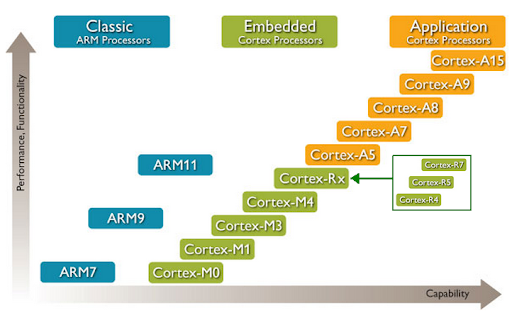 Classic
ARM Processors
Embedded
Cortex Processors
Application
Cortex Processors
Cortex-A15
Cortex-A9
Cortex-A8
Cortex-A7
Cortex-A5
ARM11
Cortex-Rx
Cortex-R7
Cortex-R5
Cortex-R4
Cortex-M4
ARM9
Cortex-M3
Cortex-M1
ARM7
Cortex-M0
Performance, Functionality
Capability